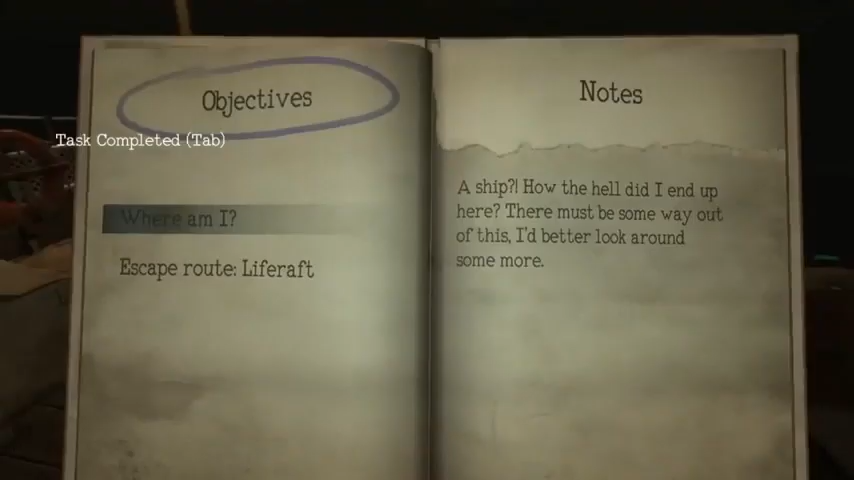 Objectives
Task Completed (Tab)
Where am I?
Escape route: Liferaft
Notes
A ship?! How the hell did I end up
here? There must be some way out
of this, I'd better look around
some more.